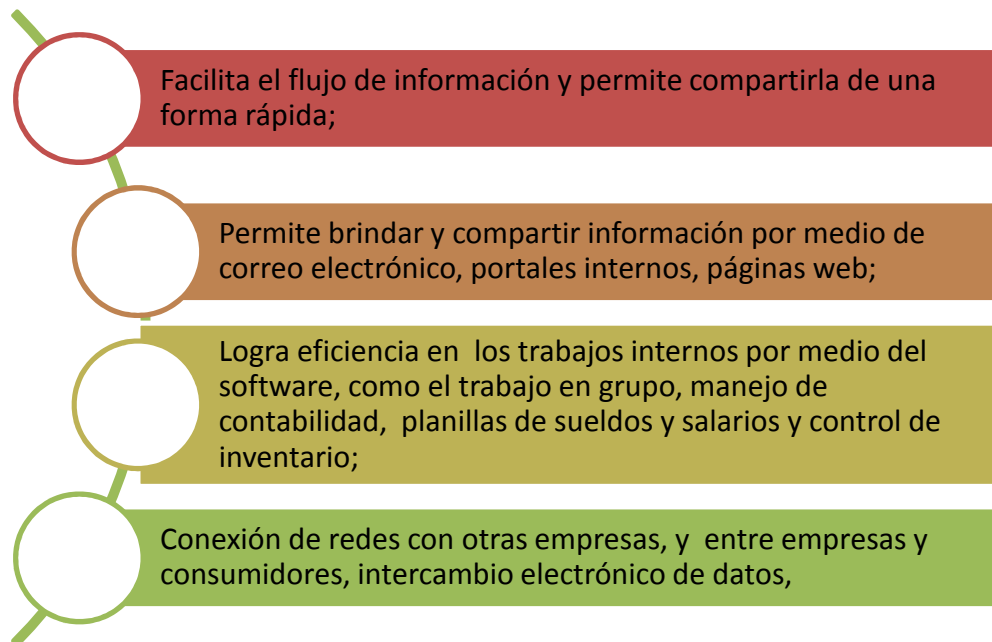 Facilita el flujo de información y permite compartirla de una
forma rápida;
Permite brindar y compartir información por medio de
correo electrónico, portales internos, páginas web;
Logra eficiencia en  los trabajos internos por medio del
software, como el trabajo en grupo, manejo de
contabilidad,  planillas de sueldos y salarios y control de
inventario;
Conexión de redes con otras empresas, y  entre empresas y
consumidores, intercambio electrónico de datos,